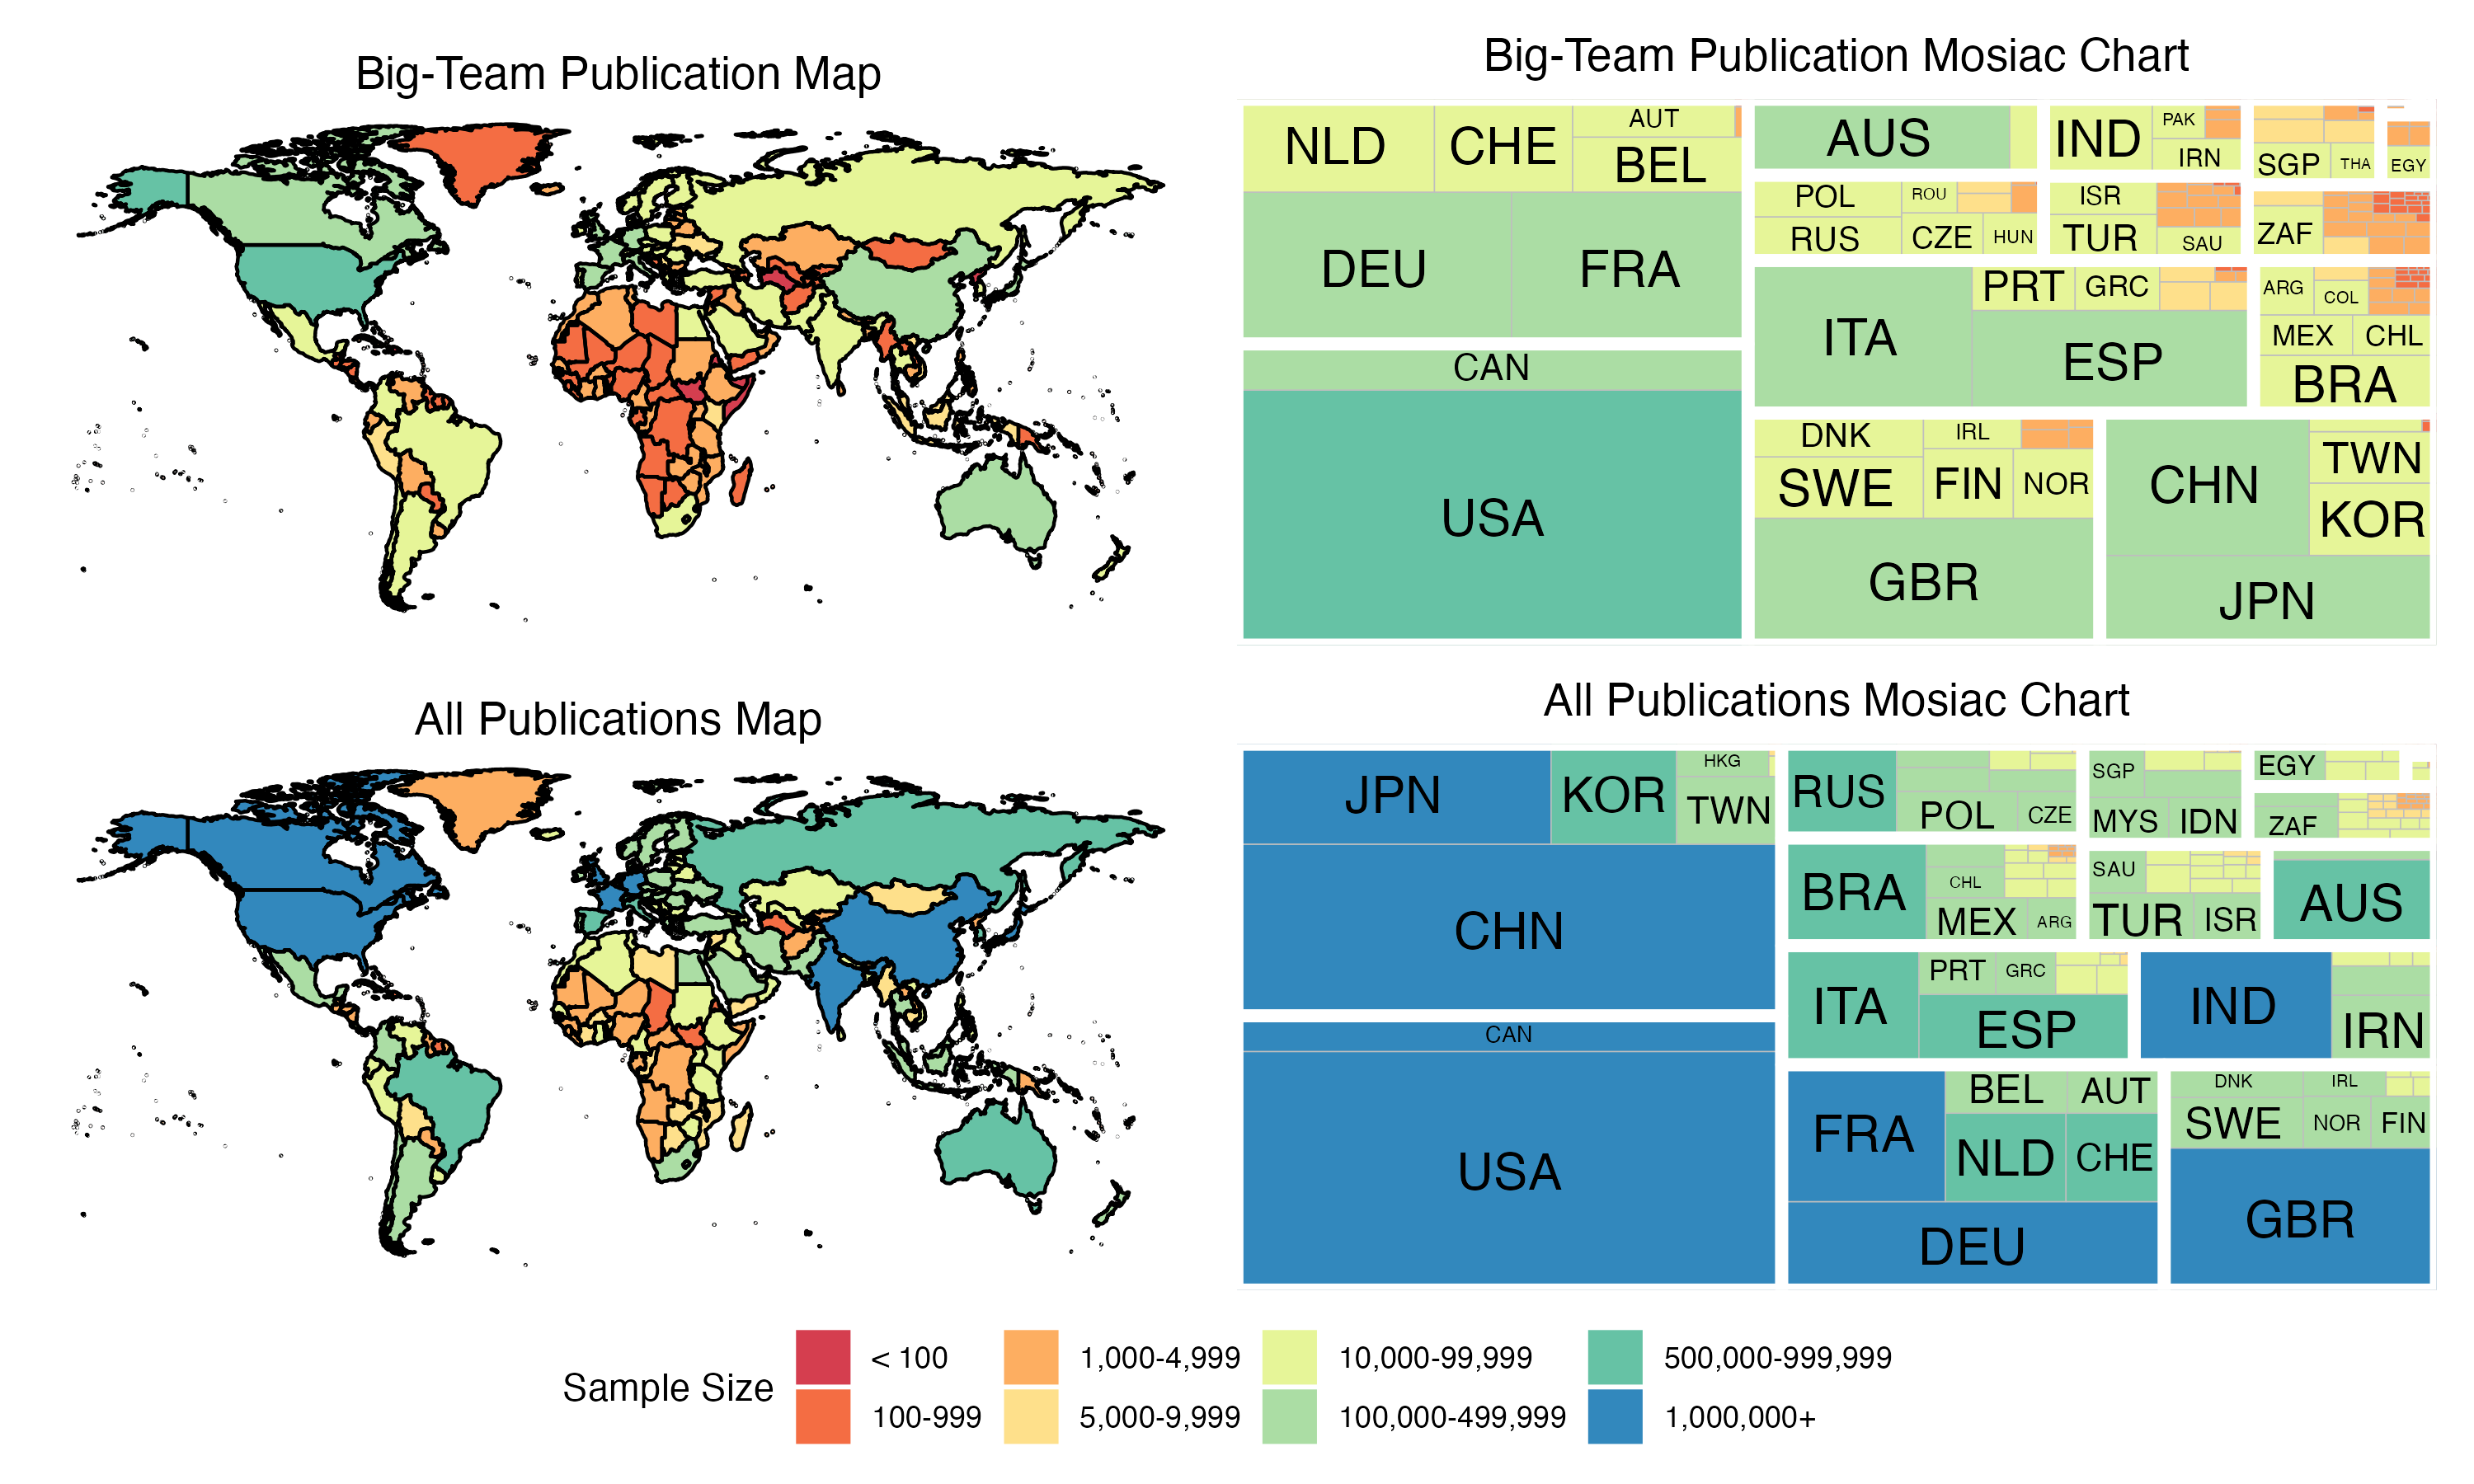 Big-Team Publication Map
Big-Team Publication Mosiac Chart
NLD CHE AUT
BEL
DEU FRA
CAN
USA
AUS
IND PAK
IRN
SGP THA
EGY
POL ROU
RUS CZE HUN
ISR
TUR SAU
ZAF
ITA PRT GRC
ESP
ARG COL
MEX CHL
BRA
DNK IRL
SWE FIN NOR
GBR
CHN TWN
KOR
JPN
All Publications Map
All Publications Mosiac Chart
JPN KOR HKG
TWN
CHN
CAN
USA
RUS POL CZE
SGP
MYS IDN
EGY
ZAF
BRA CHL
MEX ARG
SAU
TUR ISR
AUS
ITA PRT GRC
ESP
IND IRN
FRA BEL AUT
NLD CHE
DEU
DNK IRL
SWE NOR FIN
GBR
Sample Size
< 100
100-999
1,000-4,999
5,000-9,999
10,000-99,999
100,000-499,999
500,000-999,999
1,000,000+